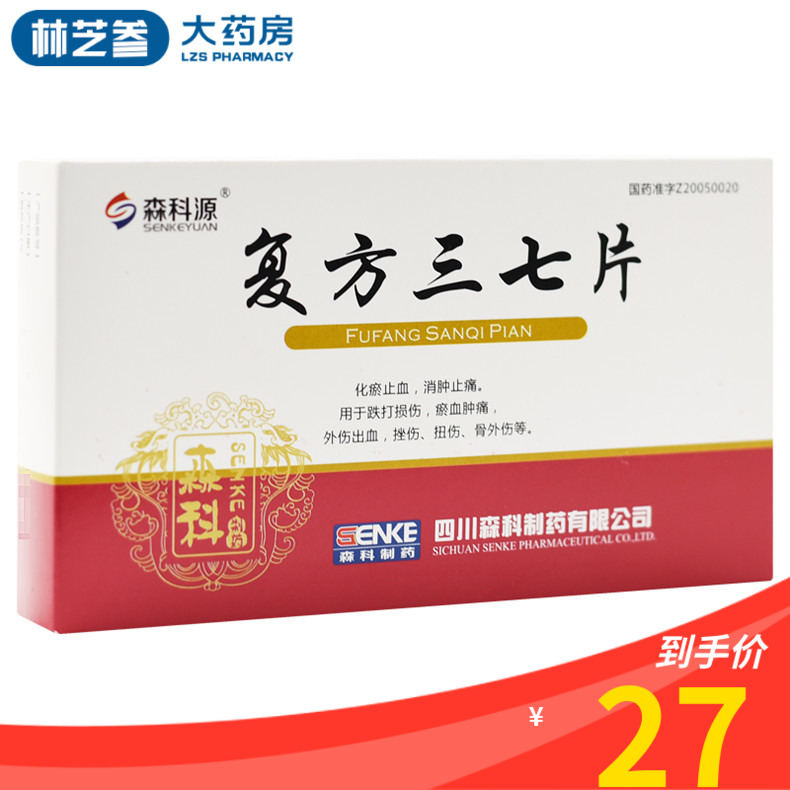 林芝参 大药房
LZS PHARMACY
森科源®
SENKEYUAN
国药准字Z20050020
复方三七片
FUFANG SANQI PIAN
化瘀止血，消肿止痛。
用于跌打损伤，瘀血肿痛，
外伤出血，挫伤、扭伤、骨外伤等。
SENKE
森科
SENKE
森科制药
四川森科制药有限公司
SICHUAN SENKE PHARMACEUTICAL CO.,LTD.
到手价
¥ 27